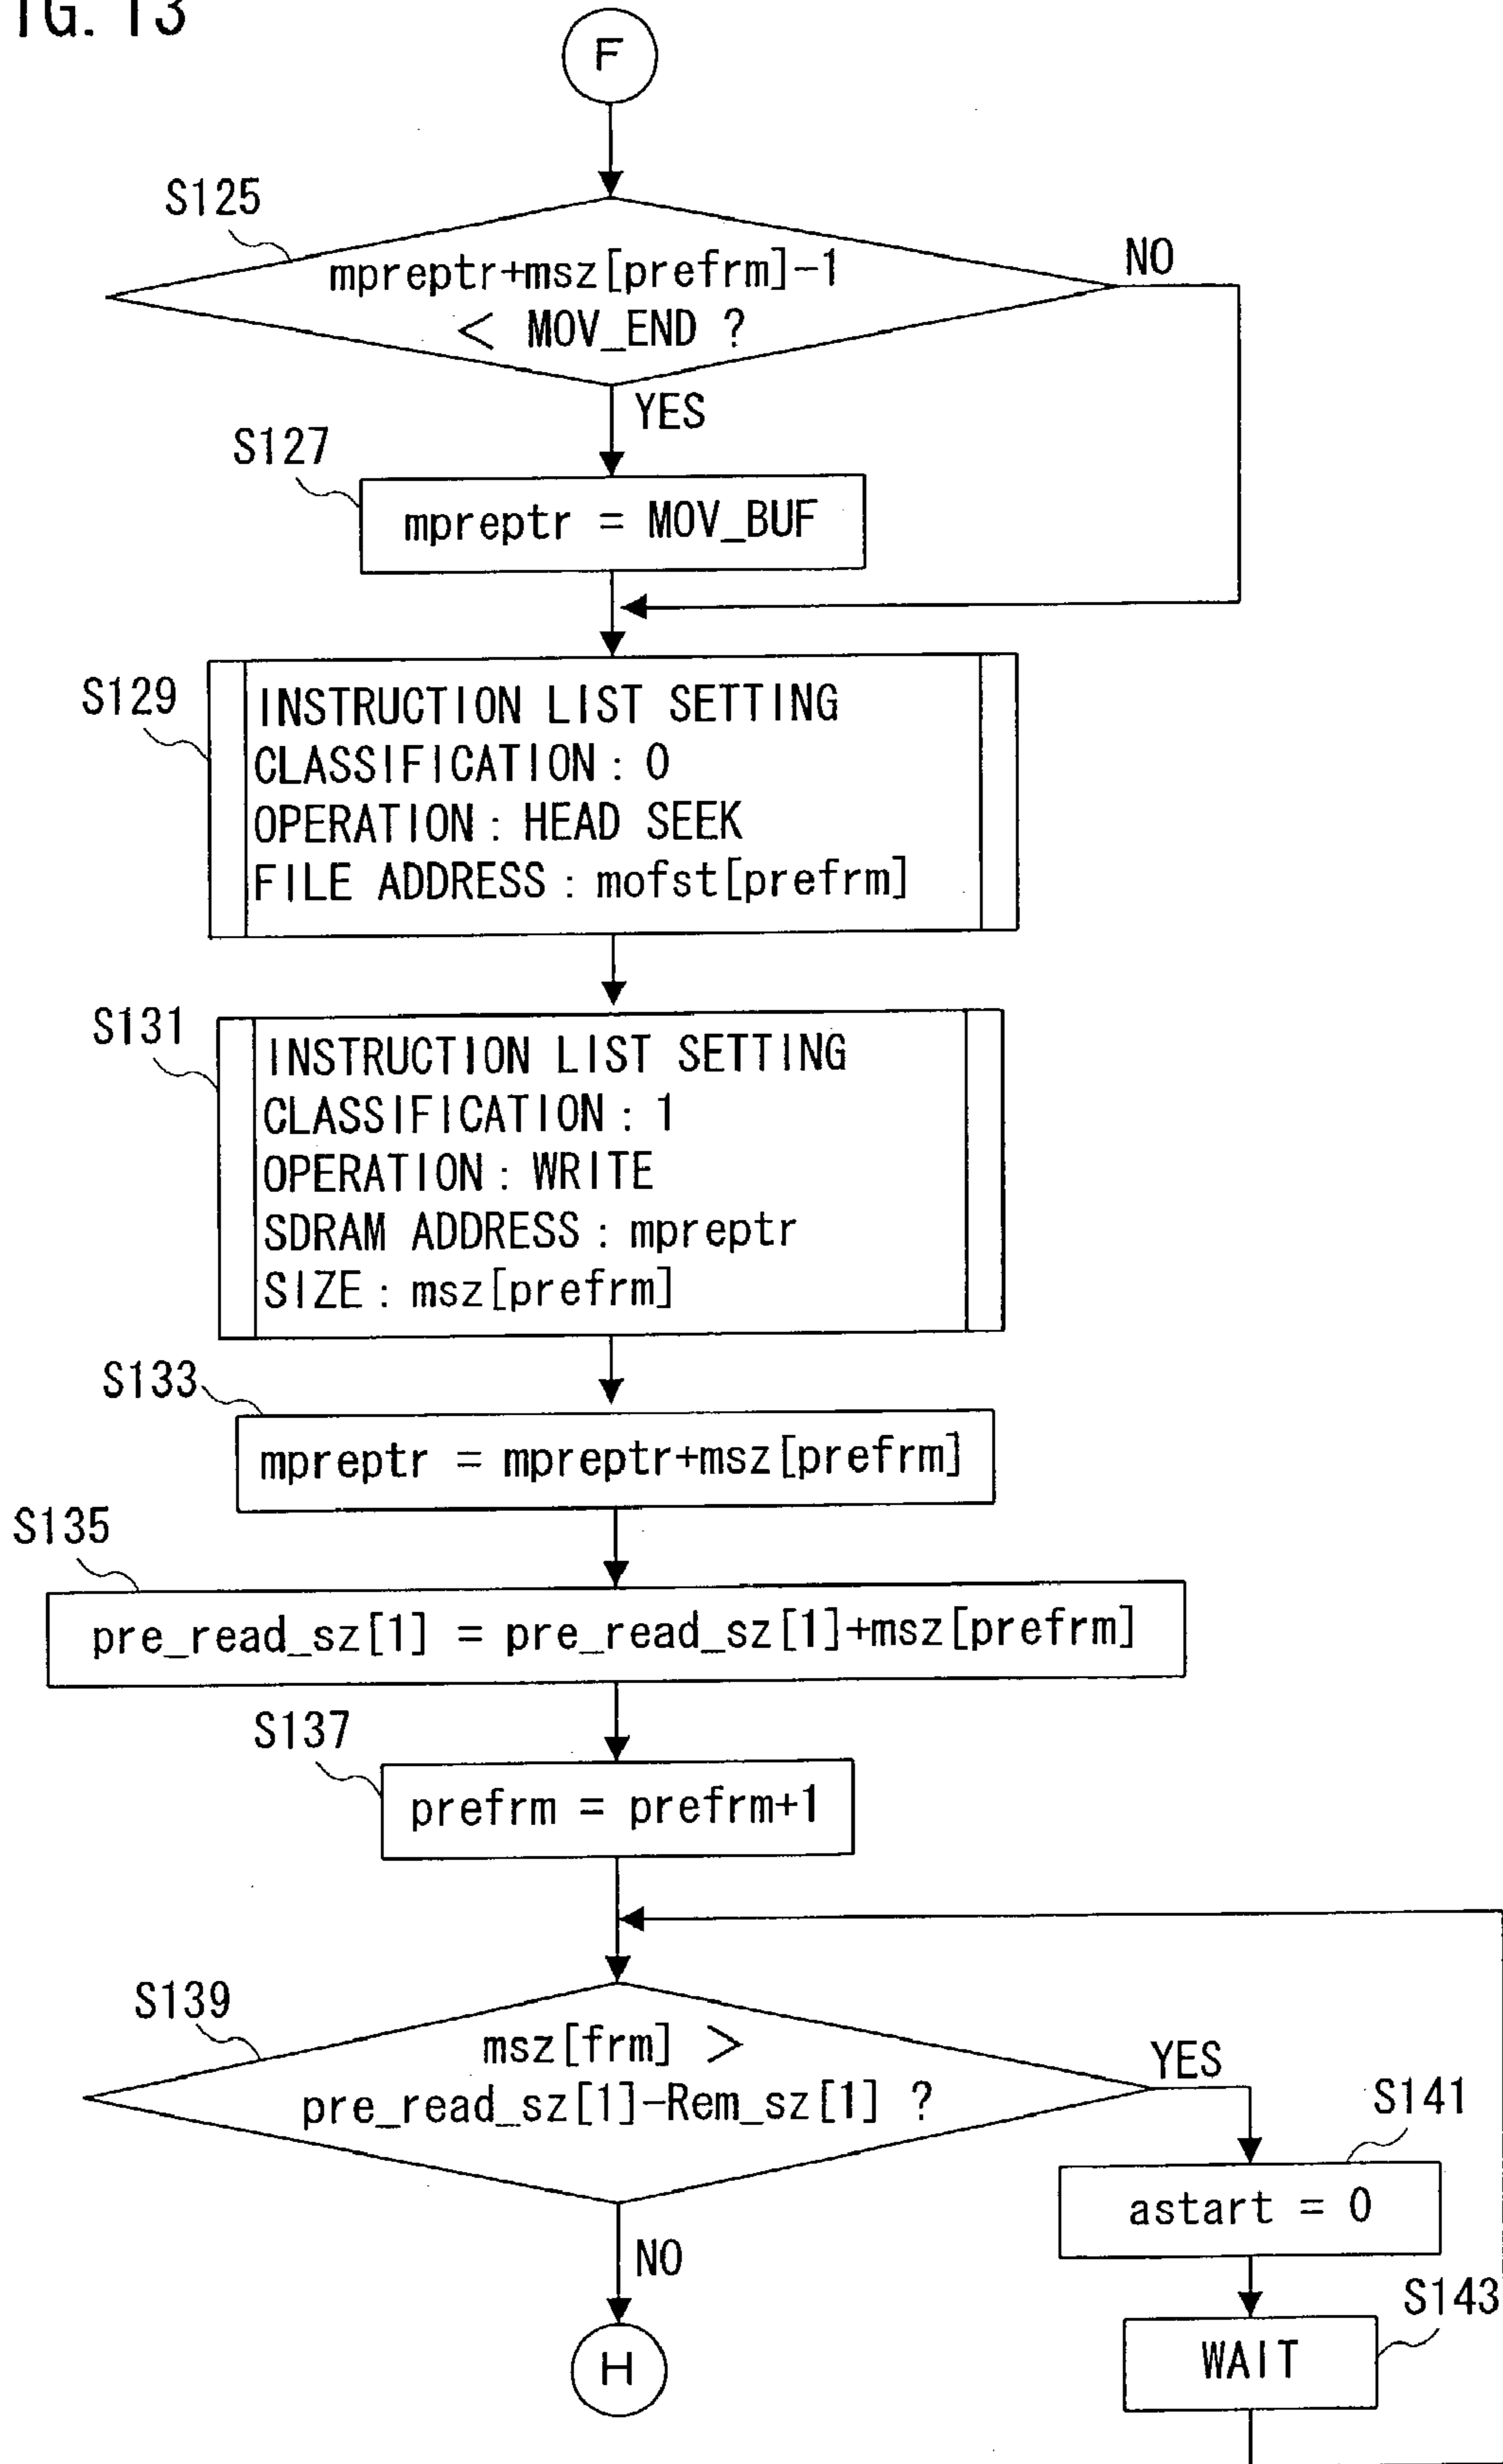 IG. 13
F
S125
mpreptr+msz[prefrm]-1
< MOV_END ?
NO
YES
S127
mpreptr = MOV_BUF
S129
INSTRUCTION LIST SETTING
CLASSIFICATION : 0
OPERATION : HEAD SEEK
FILE ADDRESS : mofst[prefrm]
S131
INSTRUCTION LIST SETTING
CLASSIFICATION : 1
OPERATION : WRITE
SDRAM ADDRESS : mpreptr
SIZE : msz[prefrm]
S133
mpreptr = mpreptr+msz[prefrm]
S135
pre_read_sz[1] = pre_read_sz[1]+msz[prefrm]
S137
prefrm = prefrm+1
S139
msz[frm] >
pre_read_sz[1]-Rem_sz[1] ?
YES
S141
astart = 0
NO
S143
WAIT
H